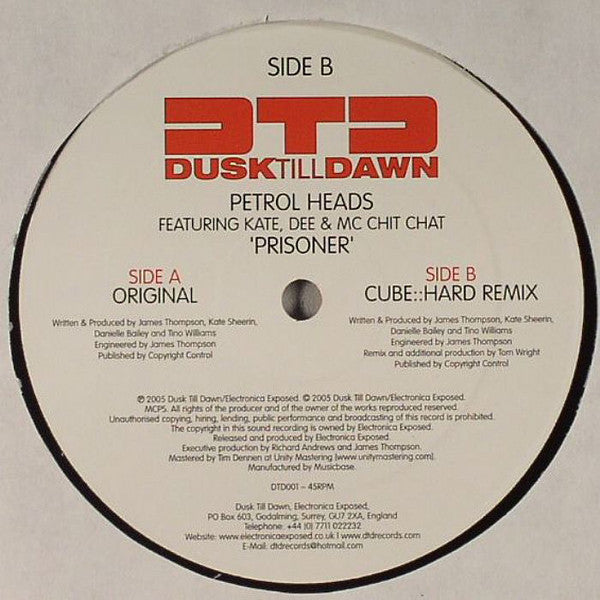 SIDE B
DTD
DUSKTILLDAWN
PETROL HEADS
FEATURING KATE, DEE & MC CHIT CHAT
'PRISONER'
SIDE A
ORIGINAL
Written & Produced by James Thompson, Kate Sheerin,
Danielle Bailey and Tino Williams
Engineered by James Thompson
Published by Copyright Control
SIDE B
CUBE::HARD REMIX
Written & Produced by James Thompson, Kate Sheerin,
Danielle Bailey and Tino Williams
Engineered by James Thompson
Remix and additional production by Tom Wright
Published by Copyright Control
℗ 2005 Dusk Till Dawn/Electronica Exposed. © 2005 Dusk Till Dawn/Electronica Exposed.
MCPS. All rights of the producer and of the owner of the works reproduced reserved.
Unauthorised copying, hiring, lending, public performance and broadcasting of this record is prohibited.
The copyright in this sound recording is owned by Electronica Exposed.
Released and produced by Electronica Exposed.
Executive production by Richard Andrews and James Thompson.
Mastered by Tim Dennen at Unity Mastering (www.unitymastering.com).
Manufactured by Musicbase.
DTD001 – 45RPM
Dusk Till Dawn, Electronica Exposed,
PO Box 603, Godalming, Surrey, GU7 2XA, England
Telephone: +44 (0) 7711 022232
Website: www.electronicaexposed.co.uk I www.dtdrecords.com
E-Mail: dtdrecords@hotmail.com